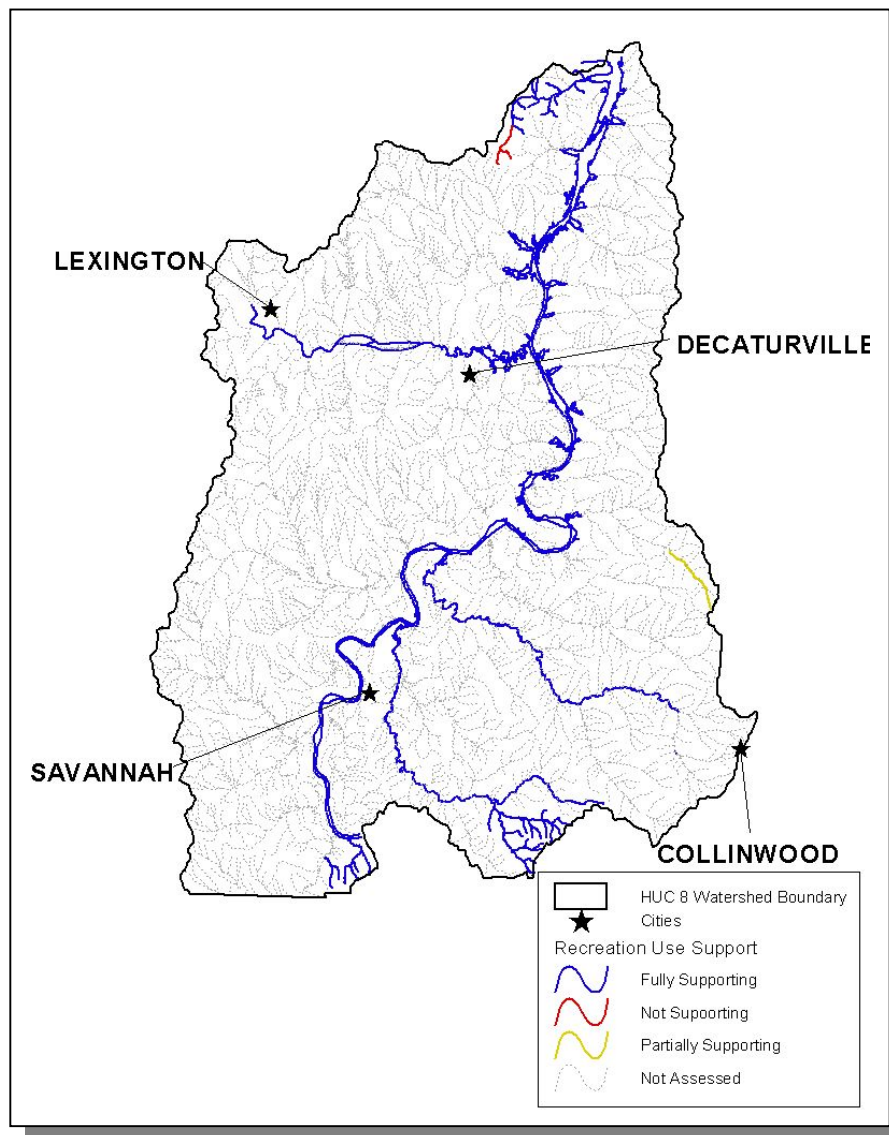 LEXINGTON
DECATURVILLE
SAVANNAH
COLLINWOOD
HUC 8 Watershed Boundary
Cities
Recreation Use Support
Fully Supporting
Not Supoorting
Partially Supporting
Not Assessed